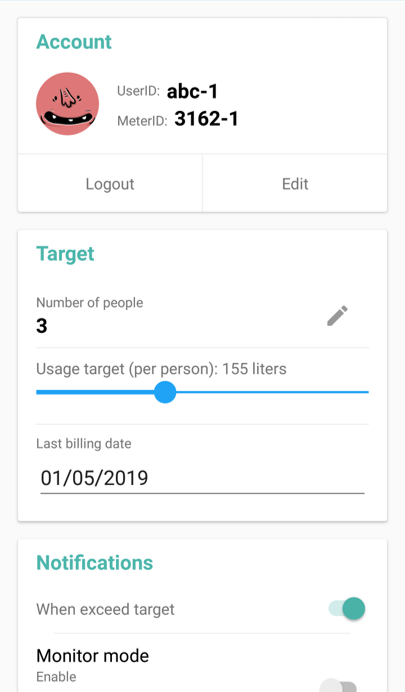 Account
UserID: abc-1
MeterID: 3162-1
Logout Edit
Target
Number of people
3
Usage target (per person): 155 liters
Last billing date
01/05/2019
Notifications
When exceed target
Monitor mode
Enable